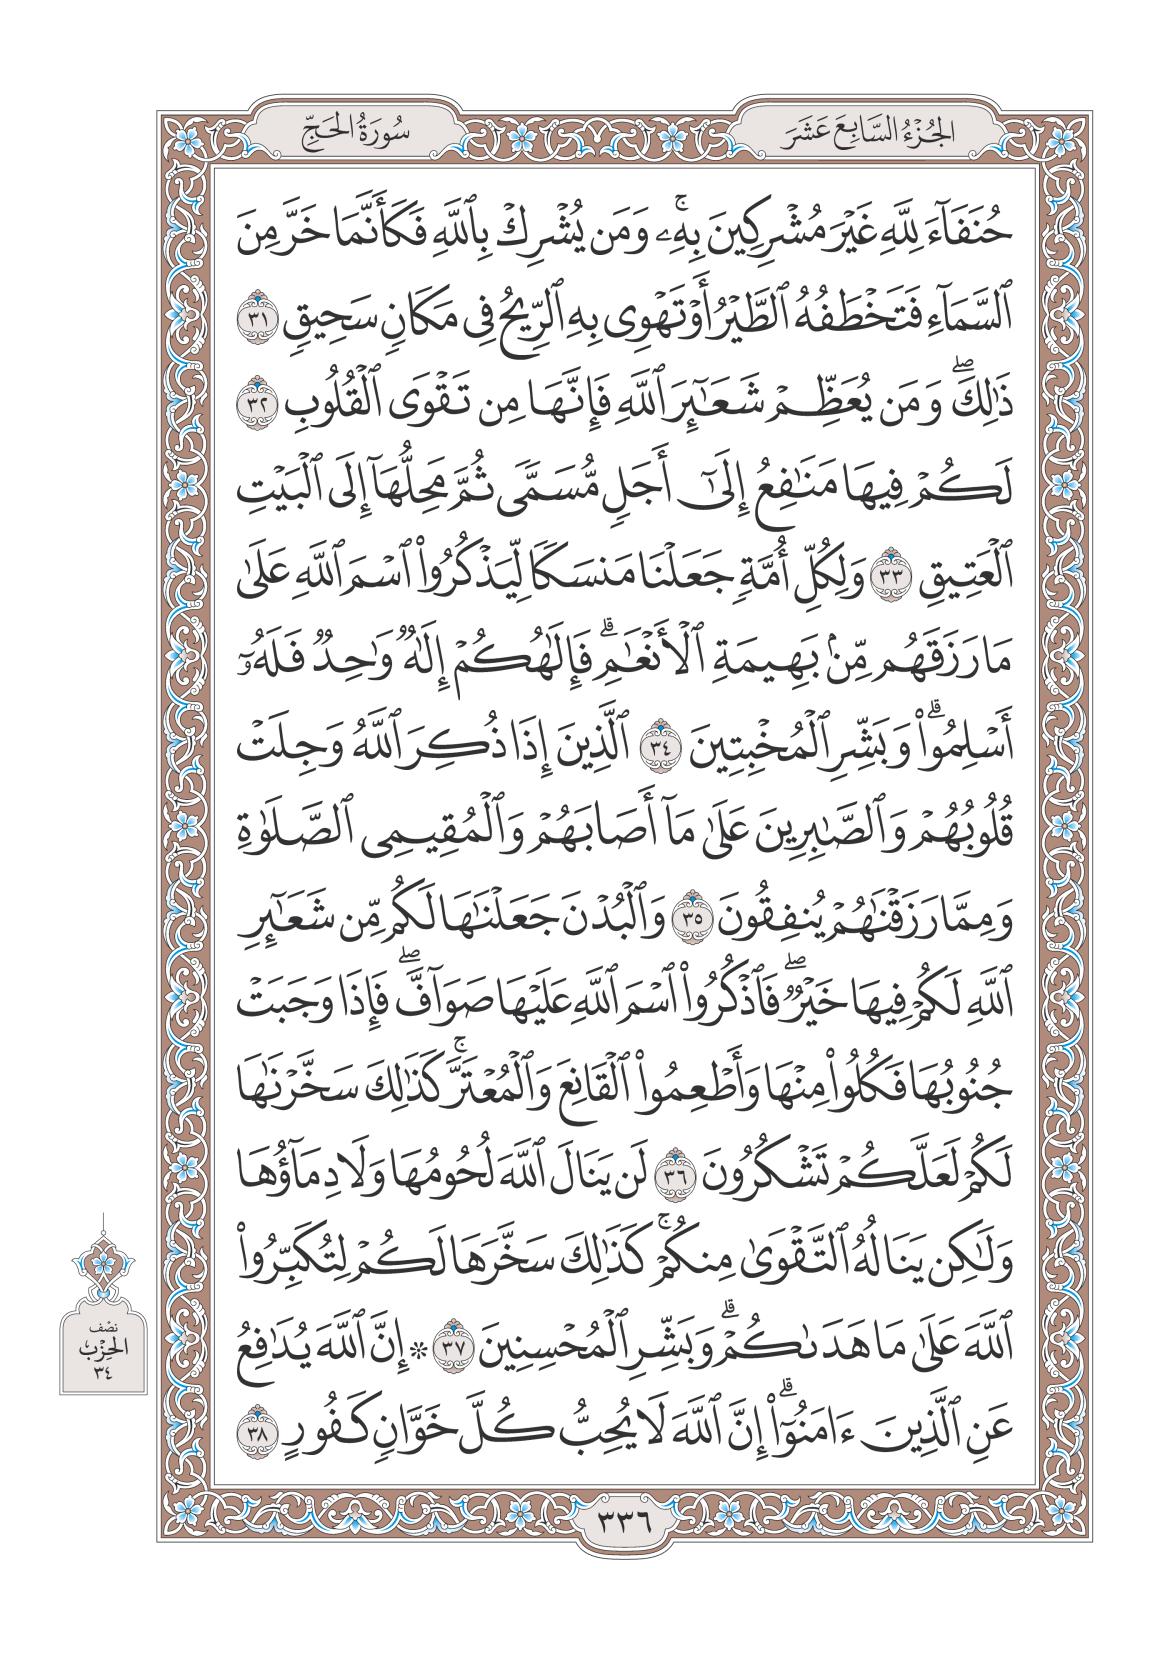 الجُزْءُ السَّابِعَ عَشَرَ
سُورَةُ الحَجِّ
حُنَفَآءَ لِلَّهِ غَيْرَ مُشْرِكِينَ بِهِۦۚ وَمَن يُشْرِكْ بِٱللَّهِ فَكَأَنَّمَا خَرَّ مِنَ
ٱلسَّمَآءِ فَتَخْطَفُهُ ٱلطَّيْرُ أَوْ تَهْوِى بِهِ ٱلرِّيحُ فِى مَكَانٍ سَحِيقٍ ٣١
ذَٰلِكَۖ وَمَن يُعَظِّمْ شَعَـٰٓئِرَ ٱللَّهِ فَإِنَّهَا مِن تَقْوَى ٱلْقُلُوبِ ٣٢
لَكُمْ فِيهَا مَنَـٰفِعُ إِلَىٰٓ أَجَلٍ مُّسَمًّى ثُمَّ مَحِلُّهَآ إِلَى ٱلْبَيْتِ
ٱلْعَتِيقِ ٣٣ وَلِكُلِّ أُمَّةٍ جَعَلْنَا مَنسَكًا لِّيَذْكُرُوا۟ ٱسْمَ ٱللَّهِ عَلَىٰ
مَا رَزَقَهُم مِّنۢ بَهِيمَةِ ٱلْأَنْعَـٰمِۗ فَإِلَـٰهُكُمْ إِلَـٰهٌ وَٰحِدٌ فَلَهُۥٓ
أَسْلِمُوا۟ۗ وَبَشِّرِ ٱلْمُخْبِتِينَ ٣٤ ٱلَّذِينَ إِذَا ذُكِرَ ٱللَّهُ وَجِلَتْ
قُلُوبُهُمْ وَٱلصَّـٰبِرِينَ عَلَىٰ مَآ أَصَابَهُمْ وَٱلْمُقِيمِى ٱلصَّلَوٰةِ
وَمِمَّا رَزَقْنَـٰهُمْ يُنفِقُونَ ٣٥ وَٱلْبُدْنَ جَعَلْنَـٰهَا لَكُم مِّن شَعَـٰٓئِرِ
ٱللَّهِ لَكُمْ فِيهَا خَيْرٌۖ فَٱذْكُرُوا۟ ٱسْمَ ٱللَّهِ عَلَيْهَا صَوَآفَّۖ فَإِذَا وَجَبَتْ
جُنُوبُهَا فَكُلُوا۟ مِنْهَا وَأَطْعِمُوا۟ ٱلْقَانِعَ وَٱلْمُعْتَرَّۚ كَذَٰلِكَ سَخَّرْنَـٰهَا
لَكُمْ لَعَلَّكُمْ تَشْكُرُونَ ٣٦ لَن يَنَالَ ٱللَّهَ لُحُومُهَا وَلَا دِمَآؤُهَا
وَلَـٰكِن يَنَالُهُ ٱلتَّقْوَىٰ مِنكُمْۚ كَذَٰلِكَ سَخَّرَهَا لَكُمْ لِتُكَبِّرُوا۟
ٱللَّهَ عَلَىٰ مَا هَدَىٰكُمْۗ وَبَشِّرِ ٱلْمُحْسِنِينَ ٣٧ ۞ إِنَّ ٱللَّهَ يُدَٰفِعُ
عَنِ ٱلَّذِينَ ءَامَنُوٓا۟ۗ إِنَّ ٱللَّهَ لَا يُحِبُّ كُلَّ خَوَّانٍ كَفُورٍ ٣٨
نِصْف
الحِزْب
٣٤
٣٣٦